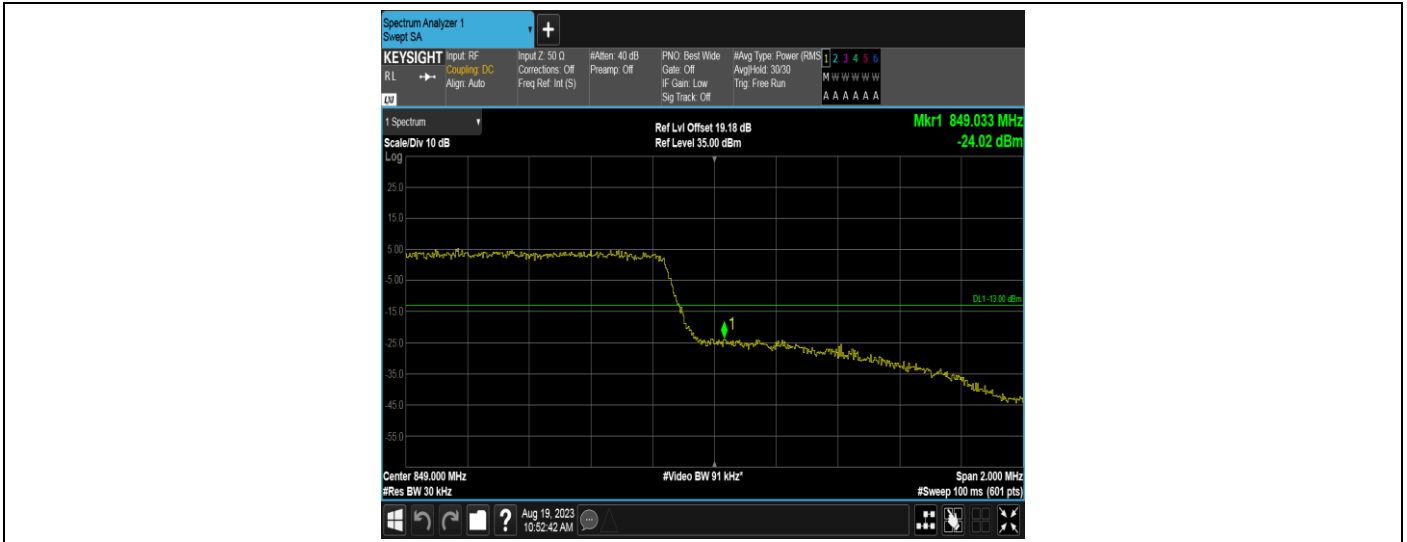 Spectrum Analyzer 1
Swept SA
+
KEYSIGHT Input: RF Input Z: 50 Ω #Atten: 40 dB PNO: Best Wide #Avg Type: Power (RMS 1 2 3 4 5 6
RL Coupling: DC Corrections: Off Preamp: Off Gate: Off Avg|Hold: 30/30 M W W W W W
Align: Auto Freq Ref: Int (S) IF Gain: Low Trig: Free Run
LXI Sig Track: Off A A A A A A
1 Spectrum Ref Lvl Offset 19.18 dB Mkr1 849.033 MHz
Scale/Div 10 dB Ref Level 35.00 dBm -24.02 dBm
Log
25.0
15.0
5.00
-5.00
DL1 -13.00 dBm
-15.0
1
-25.0
-35.0
-45.0
-55.0
Center 849.000 MHz #Video BW 91 kHz* Span 2.000 MHz
#Res BW 30 kHz #Sweep 100 ms (601 pts)
? Aug 19, 2023
10:52:42 AM